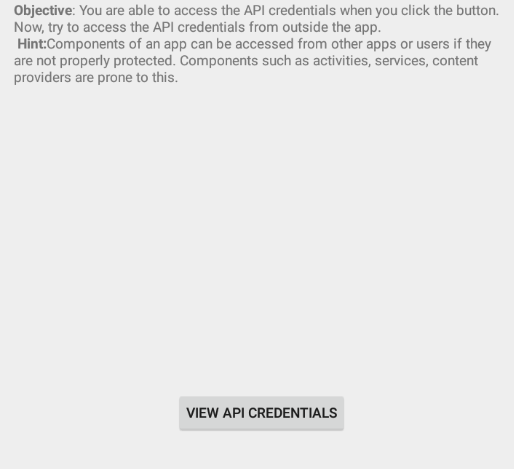 Objective: You are able to access the API credentials when you click the button.
Now, try to access the API credentials from outside the app.
Hint:Components of an app can be accessed from other apps or users if they
are not properly protected. Components such as activities, services, content
providers are prone to this.
VIEW API CREDENTIALS